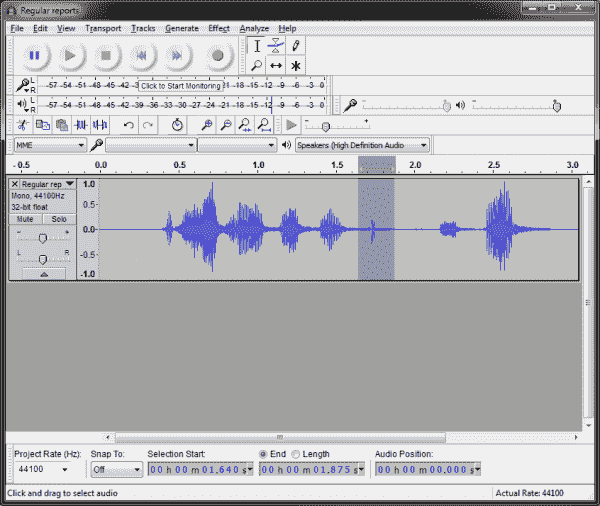 Regular reports
File Edit View Transport Tracks Generate Effect Analyze Help
L R -57 -54 -51 -48 -45 -42 -3 Click to Start Monitoring -18 -15 -12 -9 -6 -3 0
L R -57 -54 -51 -48 -45 -42 -39 -36 -33 -30 -27 -24 -21 -18 -15 -12 -9 -6 -3 0
MME Speakers (High Definition Audio
-0.5 0.0 0.5 1.0 1.5 2.0 2.5 3.0
Regular rep 1.0
Mono, 44100Hz
32-bit float 0.5
Mute Solo
- + 0.0
L R -0.5
-1.0
Project Rate (Hz): Snap To: Selection Start: End Length Audio Position:
44100 Off 00 h 00 m 01,640 s 00 h 00 m 01,875 s 00 h 00 m 00,000 s
Click and drag to select audio Actual Rate: 44100